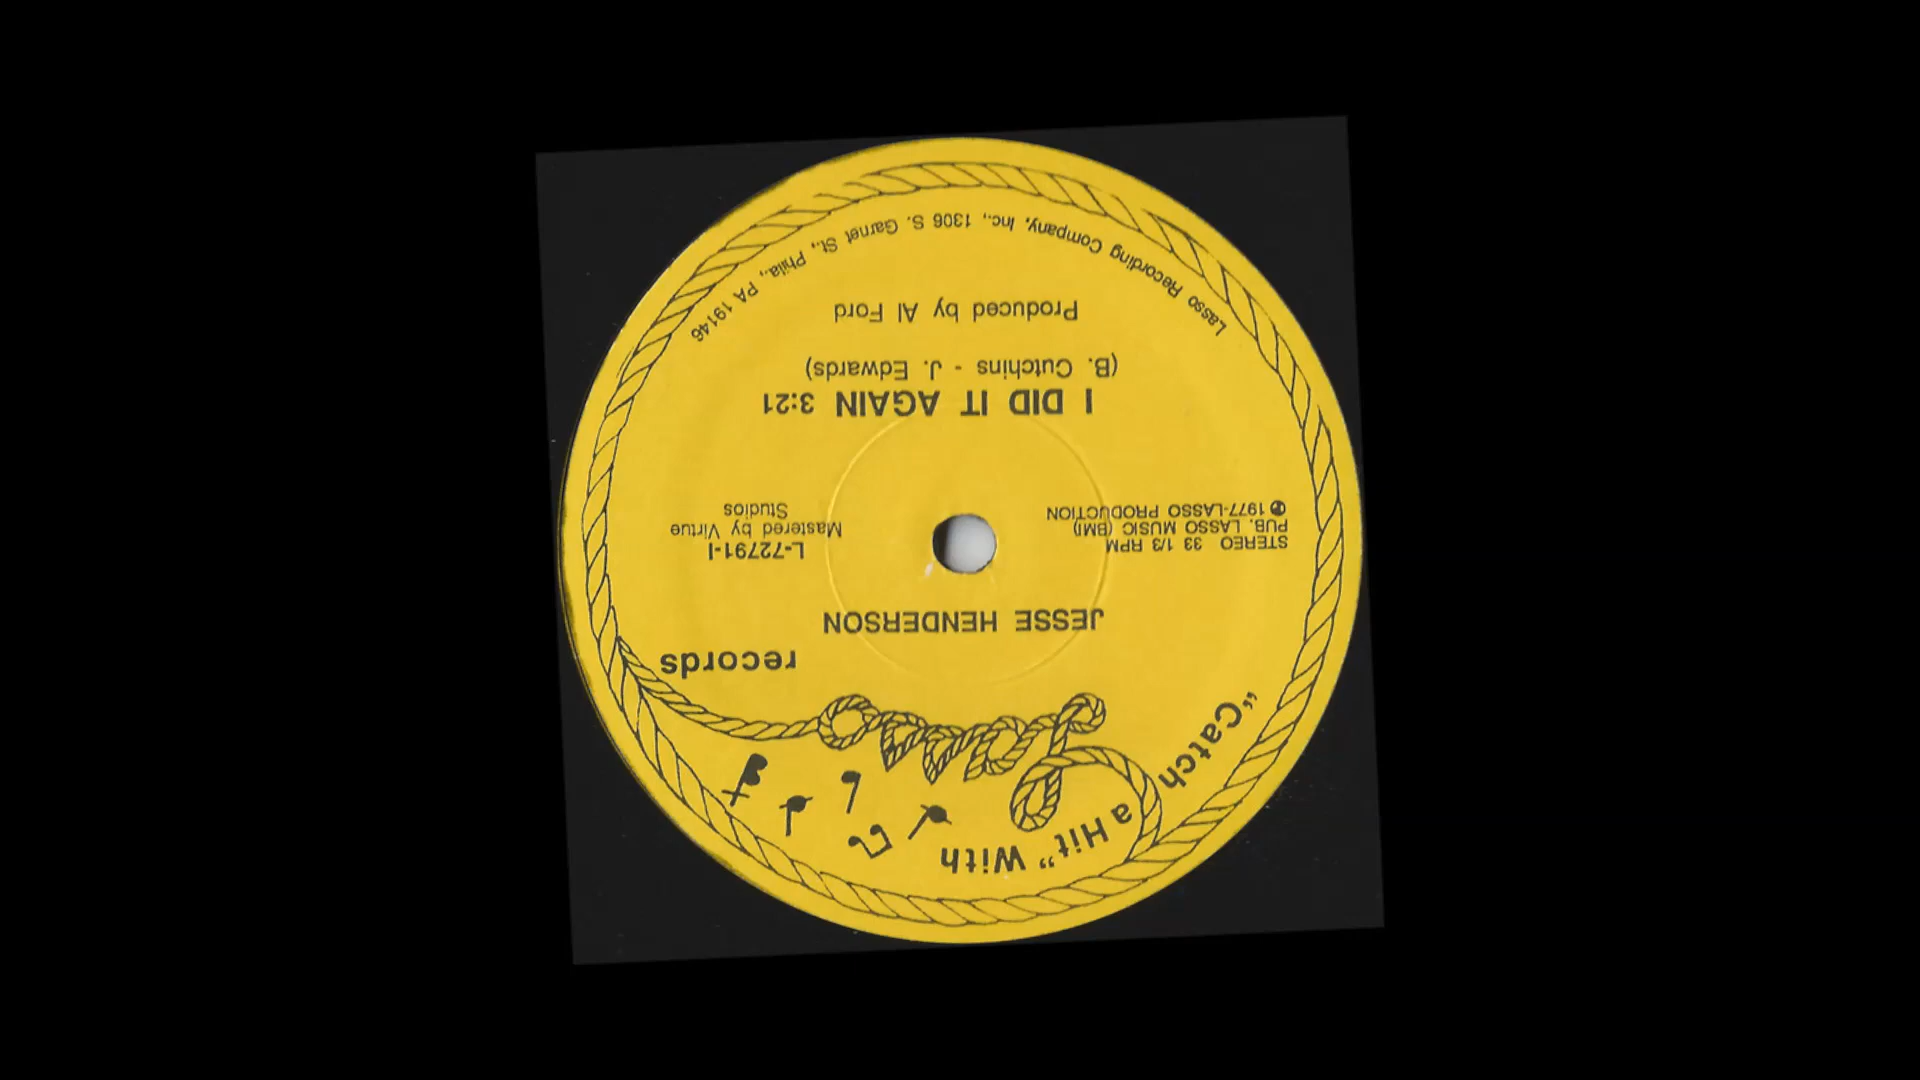 "Catch a Hit" With
Lasso
records
JESSE HENDERSON
STEREO 33 1/3 RPM
PUB. LASSO MUSIC (BMI)
℗ 1977-LASSO PRODUCTION
L-72791-I
Mastered by Virtue
Studios
I DID IT AGAIN 3:21
(B. Cutchins - J. Edwards)
Produced by Al Ford
Lasso Recording Company, Inc., 1306 S. Garnet St., Phila., PA 19146